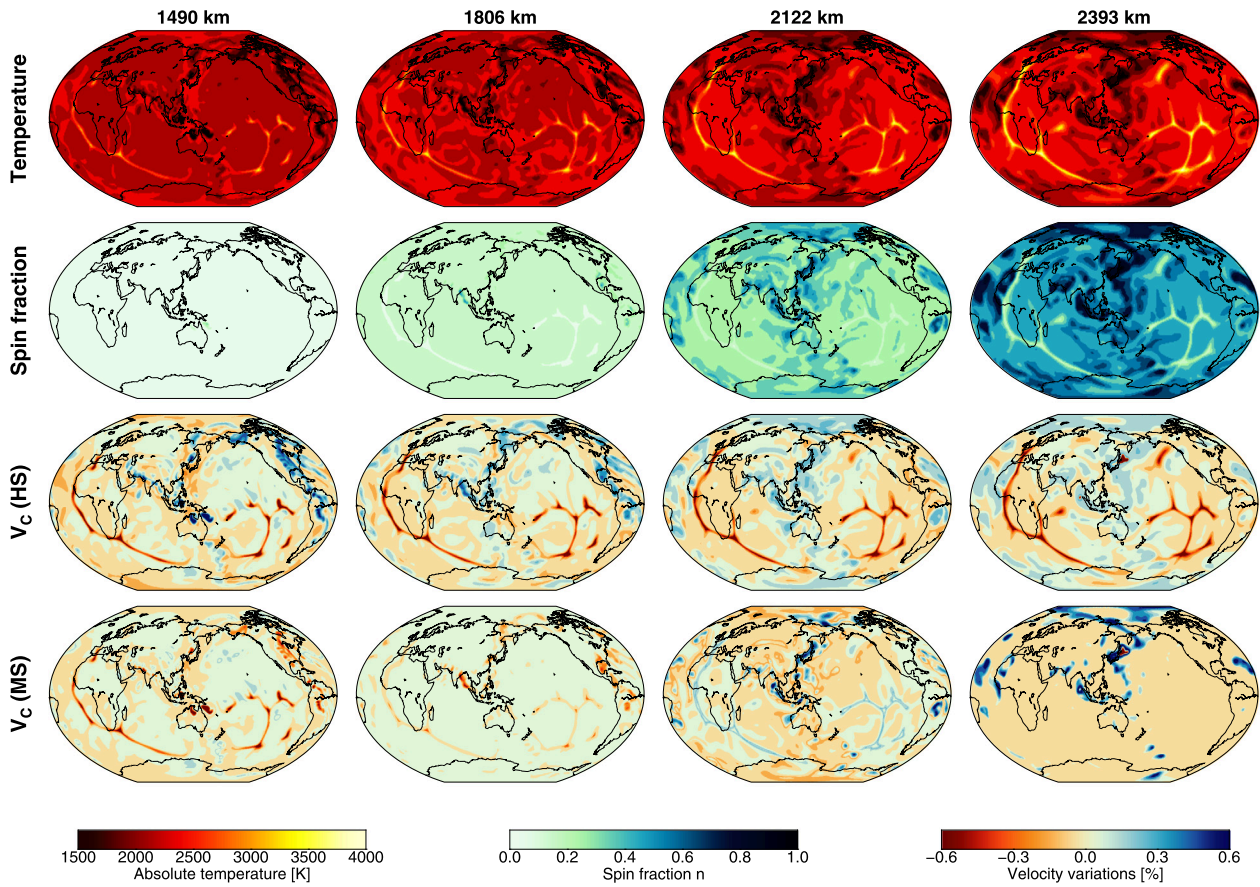 1490 km 1806 km 2122 km 2393 km
Temperature
Spin fraction
VC (HS)
VC (MS)
1500 2000 2500 3000 3500 4000
Absolute temperature [K]
0.0 0.2 0.4 0.6 0.8 1.0
Spin fraction n
−0.6 −0.3 0.0 0.3 0.6
Velocity variations [%]